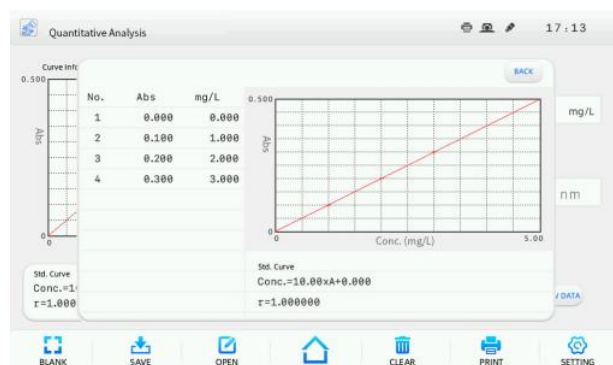 Quantitative Analysis
17:13
Curve Info
BACK
No. Abs mg/L
1 0.000 0.000
2 0.100 1.000
3 0.200 2.000
4 0.300 3.000
0.500
Abs
0
0
Conc. (mg/L)
5.00
Std. Curve
Conc.=10.00xA+0.000
r=1.000000
0.500
Abs
0
0
Std. Curve
Conc.=1
r=1.000
mg/L
nm
DATA
BLANK
SAVE
OPEN
CLEAR
PRINT
SETTING